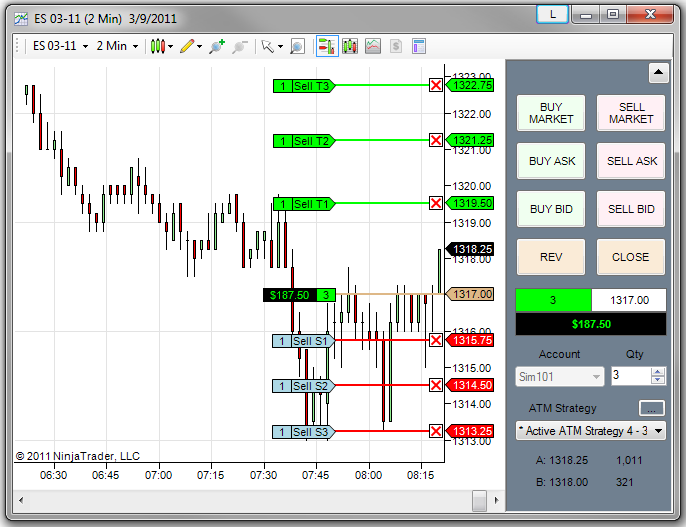 ES 03-11 (2 Min) 3/9/2011
L
ES 03-11
2 Min
1323.00
1322.75
1 Sell T3
1322.00
1 Sell T2
1321.25
1321.00
1320.00
1 Sell T1
1319.50
1319.00
1318.25
1318.00
$187.50 3
1317.00
1316.00
1 Sell S1
1315.75
1315.00
1 Sell S2
1314.50
1314.00
1 Sell S3
1313.25
1313.00
© 2011 NinjaTrader, LLC
06:30 06:45 07:00 07:15 07:30 07:45 08:00 08:15
BUY MARKET
SELL MARKET
BUY ASK
SELL ASK
BUY BID
SELL BID
REV
CLOSE
3 1317.00
$187.50
Account Qty
Sim101 3
ATM Strategy ...
* Active ATM Strategy 4 - 3
A: 1318.25 1,011
B: 1318.00 321